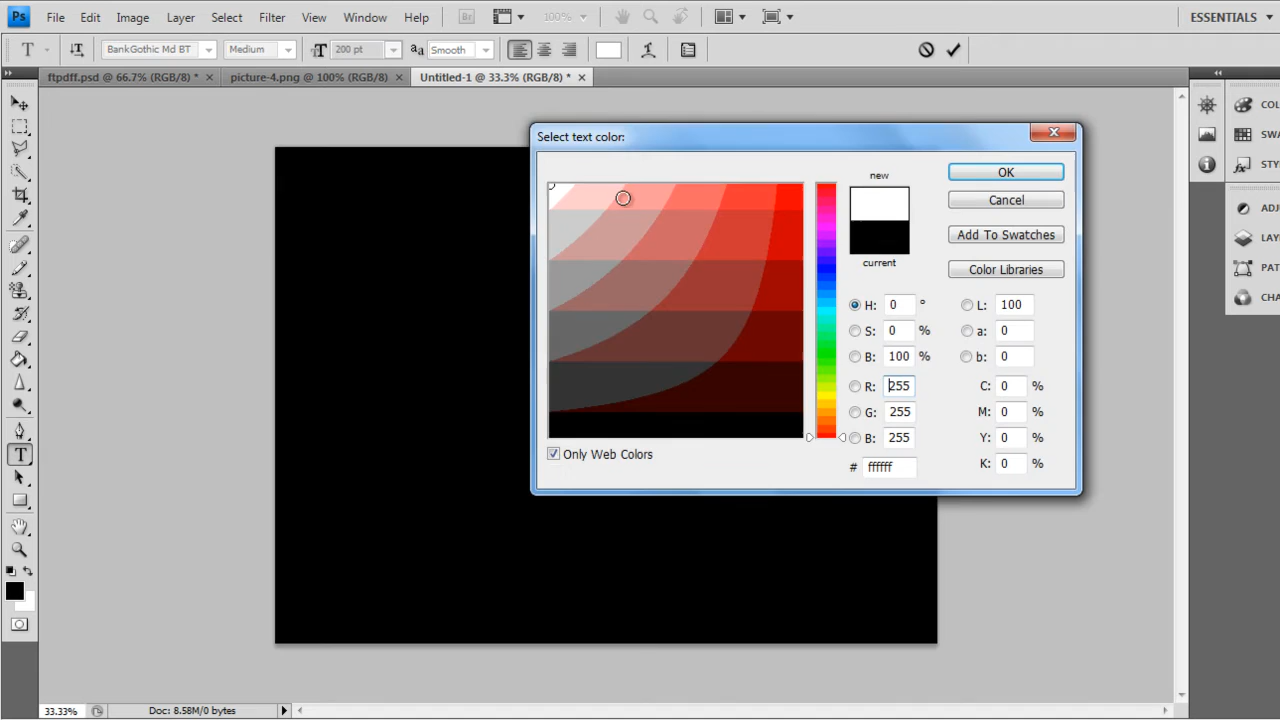 Ps File Edit Image Layer Select Filter View Window Help Br 100% ESSENTIALS
T T BankGothic Md BT Medium T 200 pt aa Smooth
ftpdff.psd @ 66.7% (RGB/8) * picture-4.png @ 100% (RGB/8) Untitled-1 @ 33.3% (RGB/8) *
Select text color:
new
current
OK
Cancel
Add To Swatches
Color Libraries
H: 0 ° L: 100
S: 0 % a: 0
B: 100 % b: 0
R: 255 C: 0 %
G: 255 M: 0 %
B: 255 Y: 0 %
# ffffff K: 0 %
Only Web Colors
COL
SWA
STY
ADJ
LAY
PAT
CHA
T
33.33% Doc: 8.58M/0 bytes